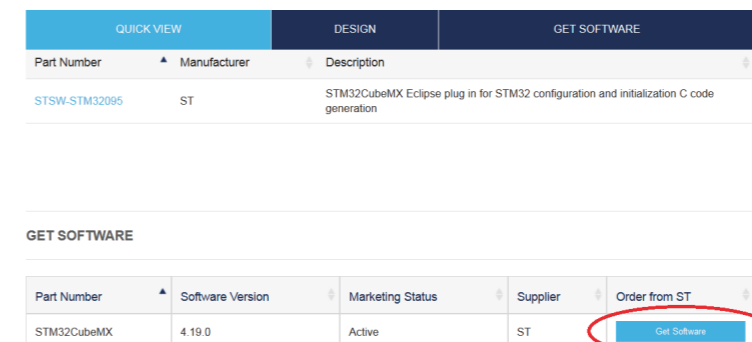 QUICK VIEW DESIGN GET SOFTWARE
Part Number Manufacturer Description
STSW-STM32095 ST STM32CubeMX Eclipse plug in for STM32 configuration and initialization C code
generation
GET SOFTWARE
Part Number Software Version Marketing Status Supplier Order from ST
STM32CubeMX 4.19.0 Active ST Get Software